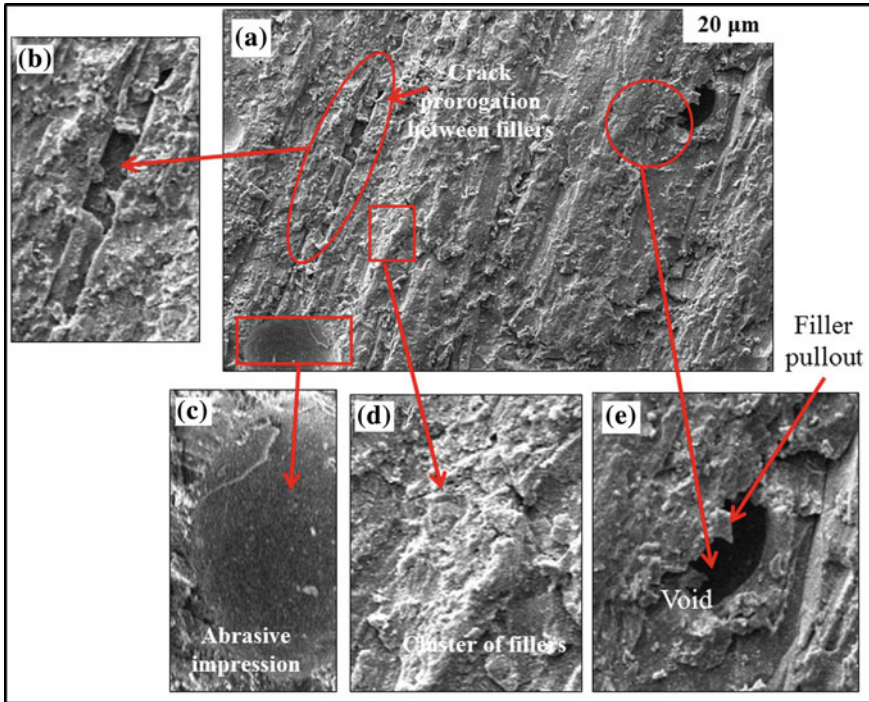 (b)
(a)
20 μm
Crack
prorogation
between fillers
Filler
pullout
(c)
(d)
(e)
Abrasive
impression
Cluster of fillers
Void